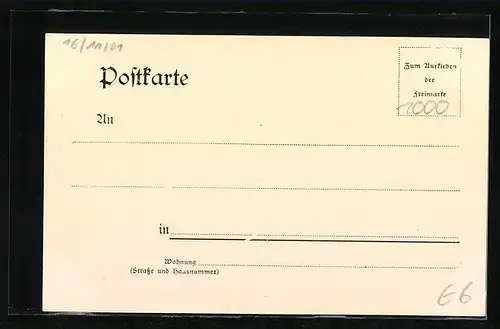 16/11/01
Postkarte
Zum Aufkleben
der
Freimarke
1000
An
in
Wohnung
(Straße und Hausnummer)
E6